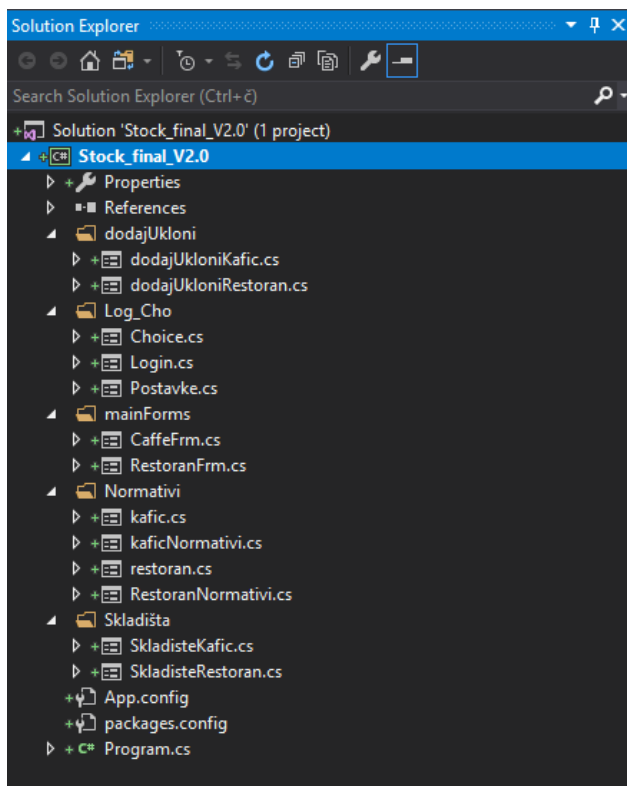 Solution Explorer
Search Solution Explorer (Ctrl+č)
Solution 'Stock_final_V2.0' (1 project)
C# Stock_final_V2.0
Properties
References
dodajUkloni
dodajUkloniKafic.cs
dodajUkloniRestoran.cs
Log_Cho
Choice.cs
Login.cs
Postavke.cs
mainForms
CaffeFrm.cs
RestoranFrm.cs
Normativi
kafic.cs
kaficNormativi.cs
restoran.cs
RestoranNormativi.cs
Skladišta
SkladisteKafic.cs
SkladisteRestoran.cs
App.config
packages.config
C# Program.cs